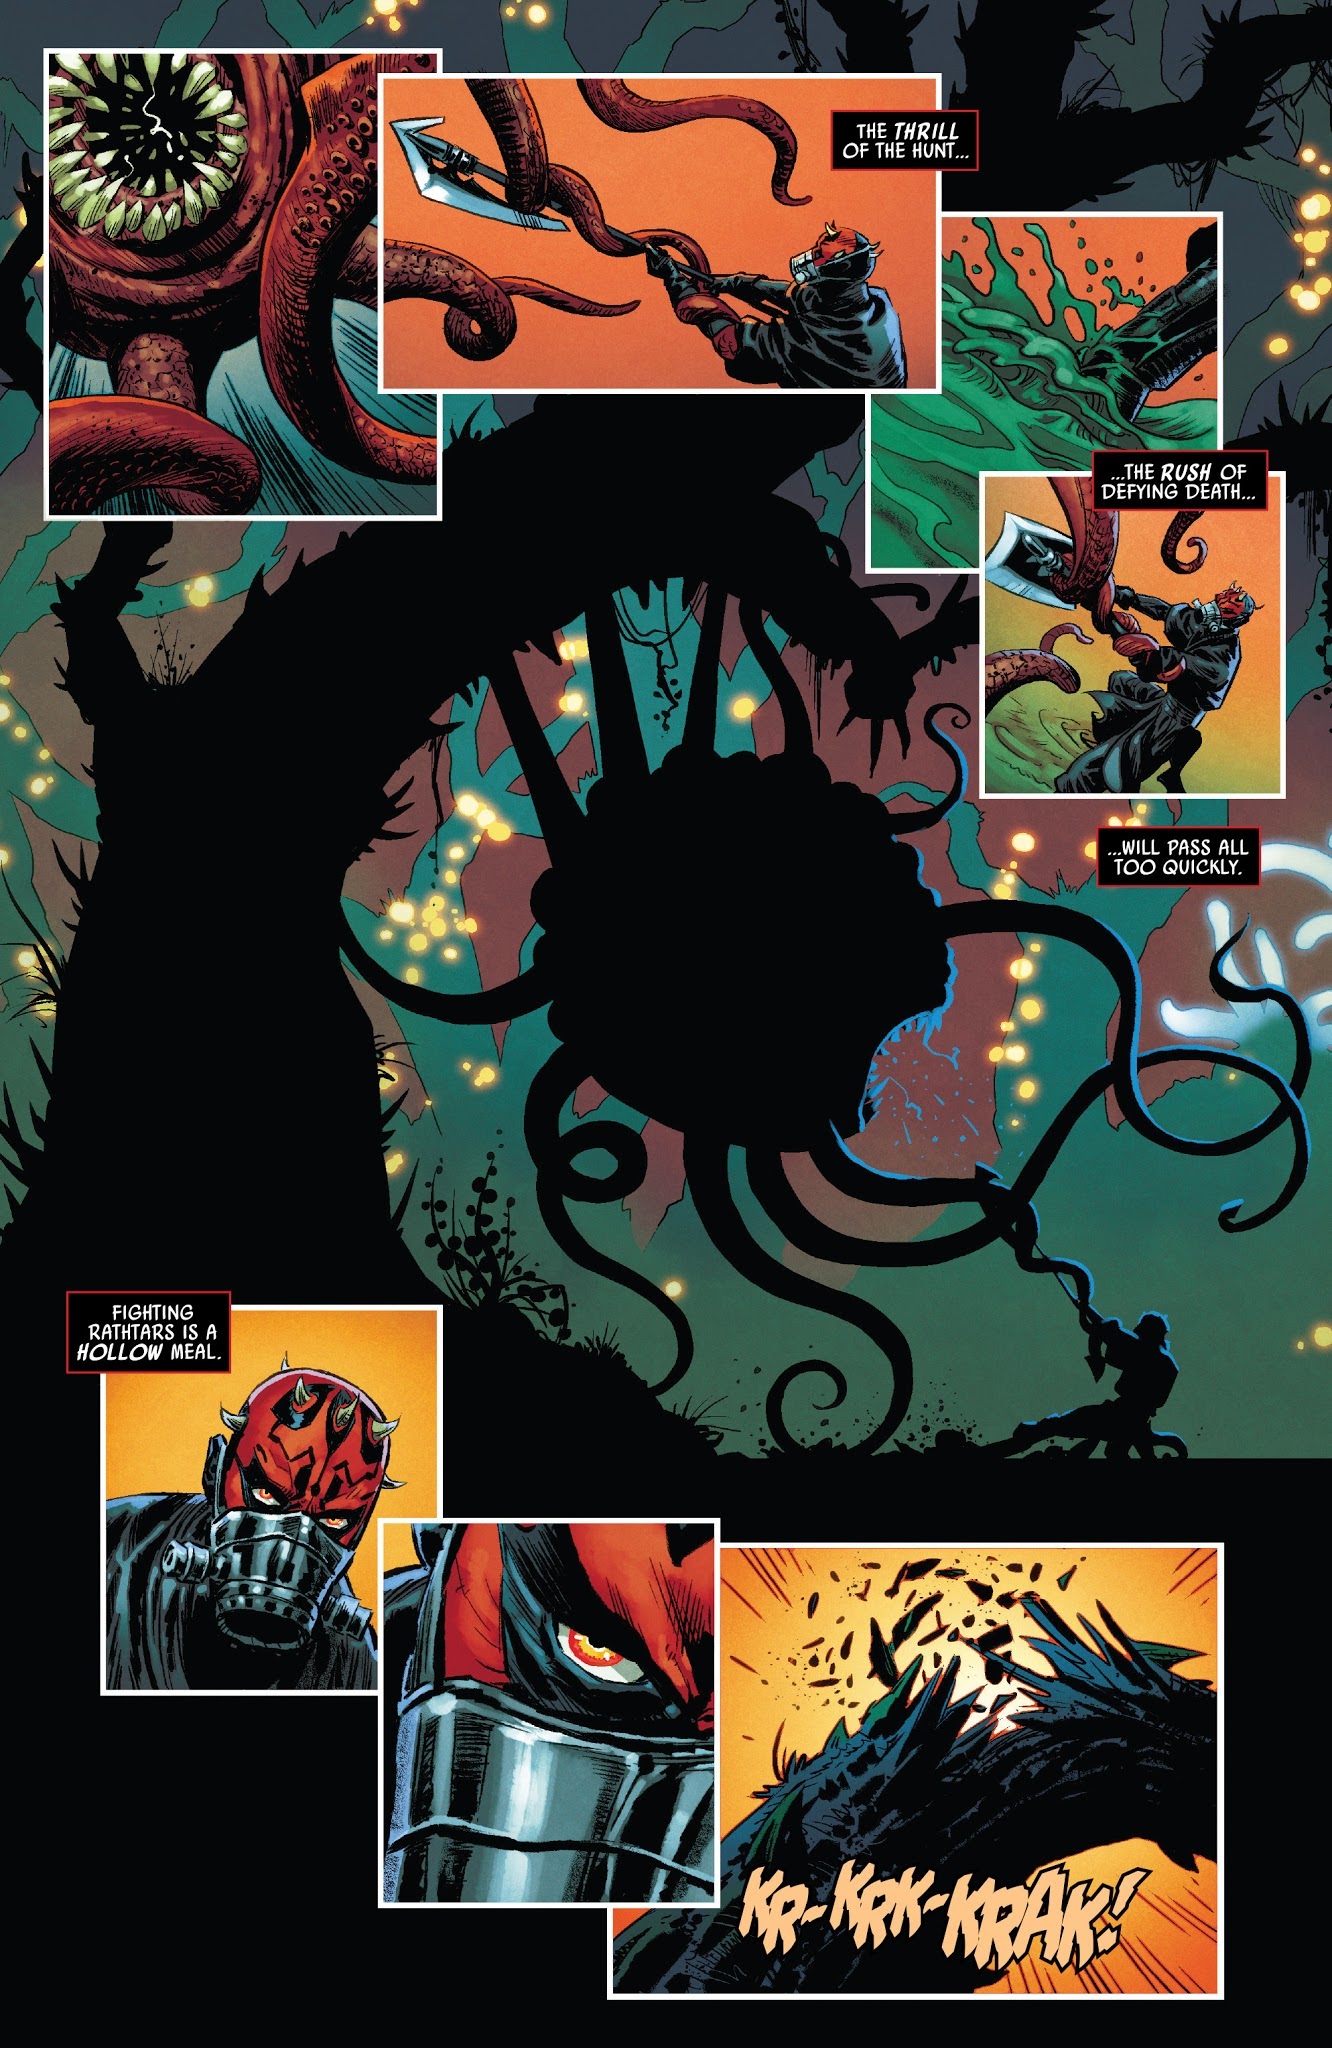 THE THRILL
OF THE HUNT...
...THE RUSH OF
DEFYING DEATH...
...WILL PASS ALL
TOO QUICKLY.
FIGHTING
RATHTARS IS A
HOLLOW MEAL.
KR-KRK-KRAK!